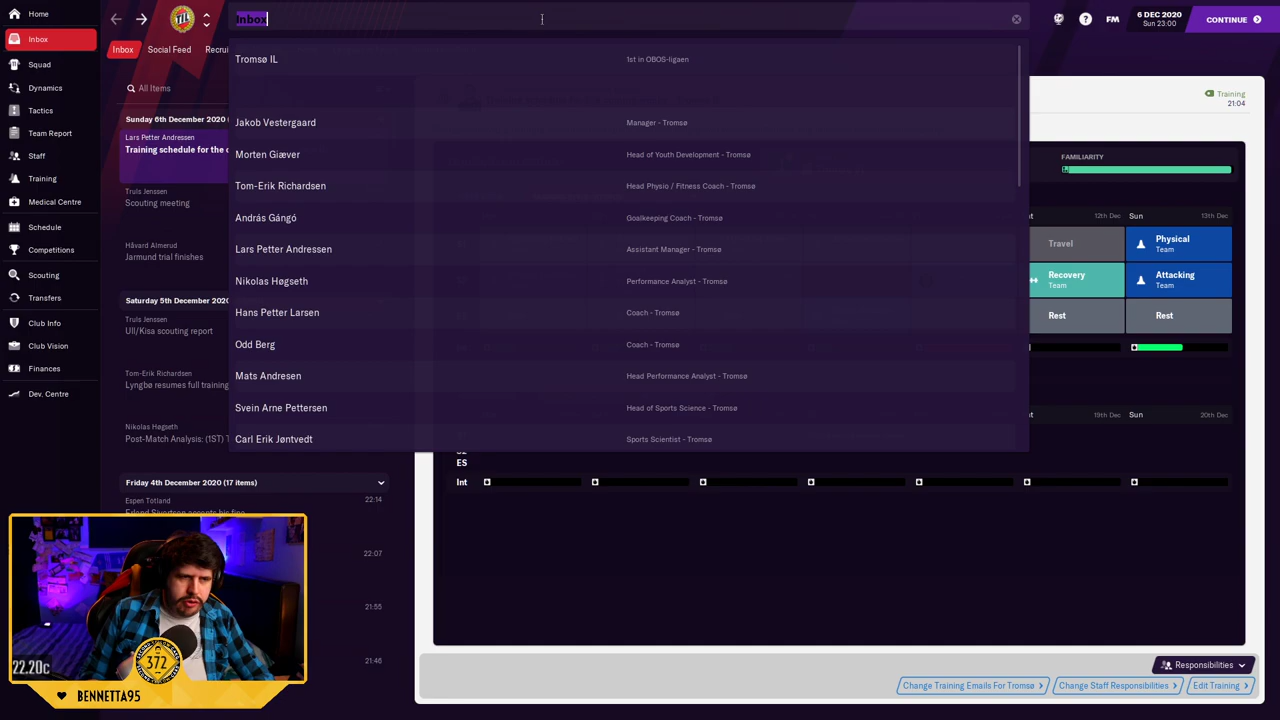 Home
TIL
Inbox
FM
6 DEC 2020
Sun 23:00
CONTINUE
Inbox
Inbox
Social Feed
Squad
Dynamics
Tactics
Team Report
Staff
Training
Medical Centre
Schedule
Competitions
Scouting
Transfers
Club Info
Club Vision
Finances
Dev. Centre
All Items
Sunday 6th December 2020
Lars Petter Andressen
Training schedule for the
Truls Jenssen
Scouting meeting
Håvard Almerud
Jarmund trial finishes
Saturday 5th December 2020
Truls Jenssen
Ull/Kisa scouting report
Tom-Erik Richardsen
Lyngbø resumes full training
Nikolas Høgseth
Post-Match Analysis: (1ST) T
Friday 4th December 2020 (17 items)
Espen Totland
22:14
Erlend Sivertsen accepts his fine
22:07
21:55
21:46
Tromsø IL
1st in OBOS-ligaen
Jakob Vestergaard
Manager - Tromsø
Morten Giæver
Head of Youth Development - Tromsø
Tom-Erik Richardsen
Head Physio / Fitness Coach - Tromsø
András Gángó
Goalkeeping Coach - Tromsø
Lars Petter Andressen
Assistant Manager - Tromsø
Nikolas Høgseth
Performance Analyst - Tromsø
Hans Petter Larsen
Coach - Tromsø
Odd Berg
Coach - Tromsø
Mats Andresen
Head Performance Analyst - Tromsø
Svein Arne Pettersen
Head of Sports Science - Tromsø
Carl Erik Jøntvedt
Sports Scientist - Tromsø
Training
21:04
FAMILIARITY
12th Dec
Sun
13th Dec
Travel
Physical
Team
Recovery
Team
Attacking
Team
Rest
Rest
19th Dec
Sun
20th Dec
ES
Int
Responsibilities
Change Training Emails For Tromsø
Change Staff Responsibilities
Edit Training
22.20c
372
BENNETTA95